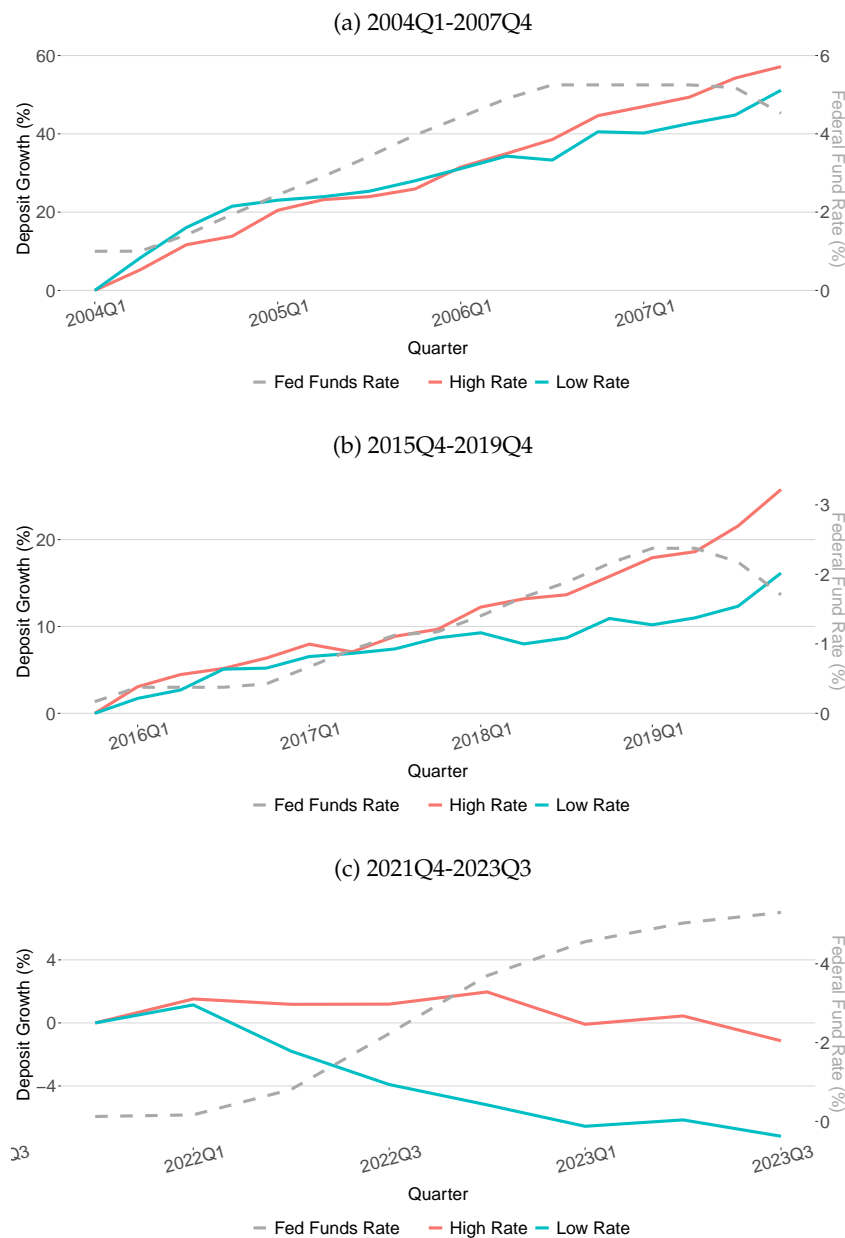 (a) 2004Q1-2007Q4
60
40
20
0
6
4
2
0
Deposit Growth (%)
Federal Fund Rate (%)
2004Q1
2005Q1
2006Q1
2007Q1
Quarter
Fed Funds Rate High Rate Low Rate
(b) 2015Q4-2019Q4
20
10
0
3
2
1
0
Deposit Growth (%)
Federal Fund Rate (%)
2016Q1
2017Q1
2018Q1
2019Q1
Quarter
Fed Funds Rate High Rate Low Rate
(c) 2021Q4-2023Q3
4
0
−4
4
2
0
Deposit Growth (%)
Federal Fund Rate (%)
Q3
2022Q1
2022Q3
2023Q1
2023Q3
Quarter
Fed Funds Rate High Rate Low Rate